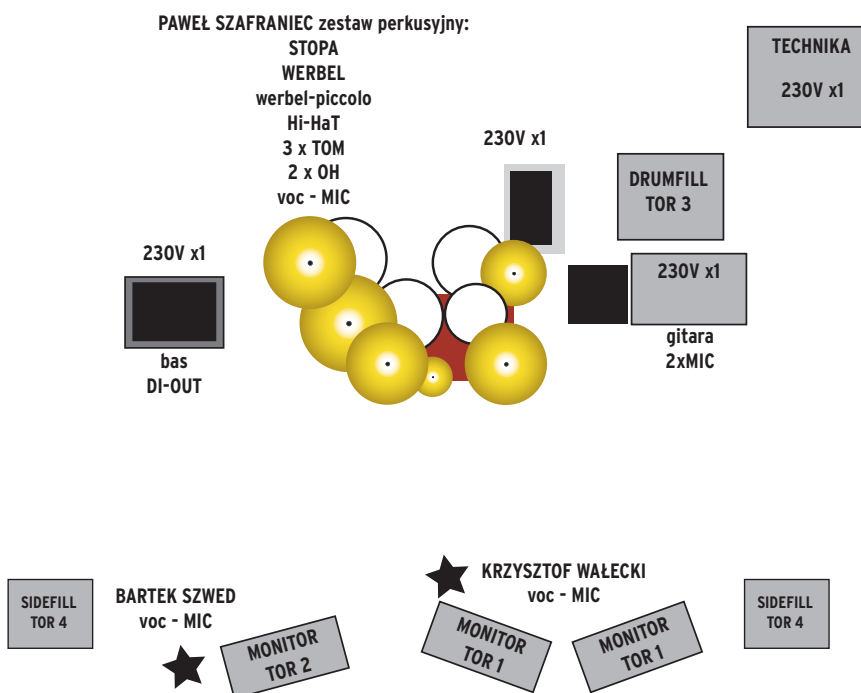 PAWEŁ SZAFRANIEC zestaw perkusyjny:
STOPA
WERBEL
werbel-piccolo
Hi-HaT
3 x TOM
2 x OH
voc - MIC
TECHNIKA
230V x1
230V x1
DRUMFILL
TOR 3
230V x1
bas
DI-OUT
230V x1
gitara
2xMIC
SIDEFILL
TOR 4
BARTEK SZWED
voc - MIC
MONITOR
TOR 2
KRZYSZTOF WAŁECKI
voc - MIC
MONITOR
TOR 1
MONITOR
TOR 1
SIDEFILL
TOR 4